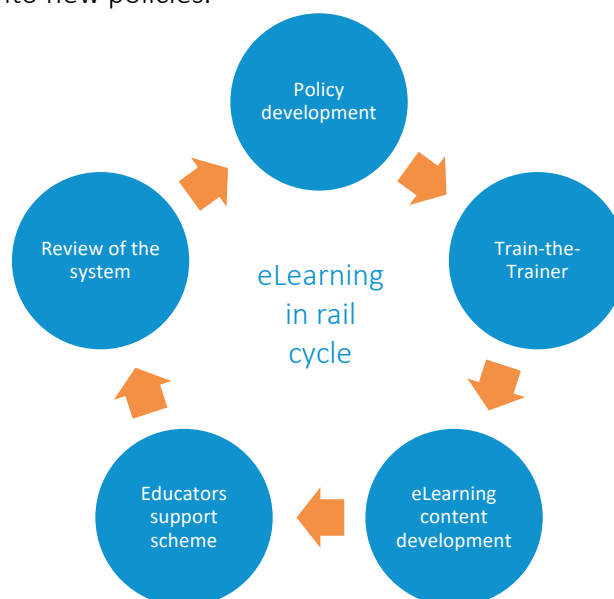 nto new policies.
Policy
development
Train-the-
Trainer
eLearning
content
development
Educators
support
scheme
Review of the
system
eLearning
in rail
cycle